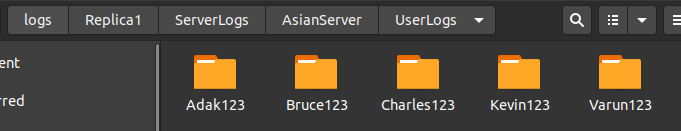 logs Replica1 ServerLogs AsianServer UserLogs
ent
rred
Adak123 Bruce123 Charles123 Kevin123 Varun123